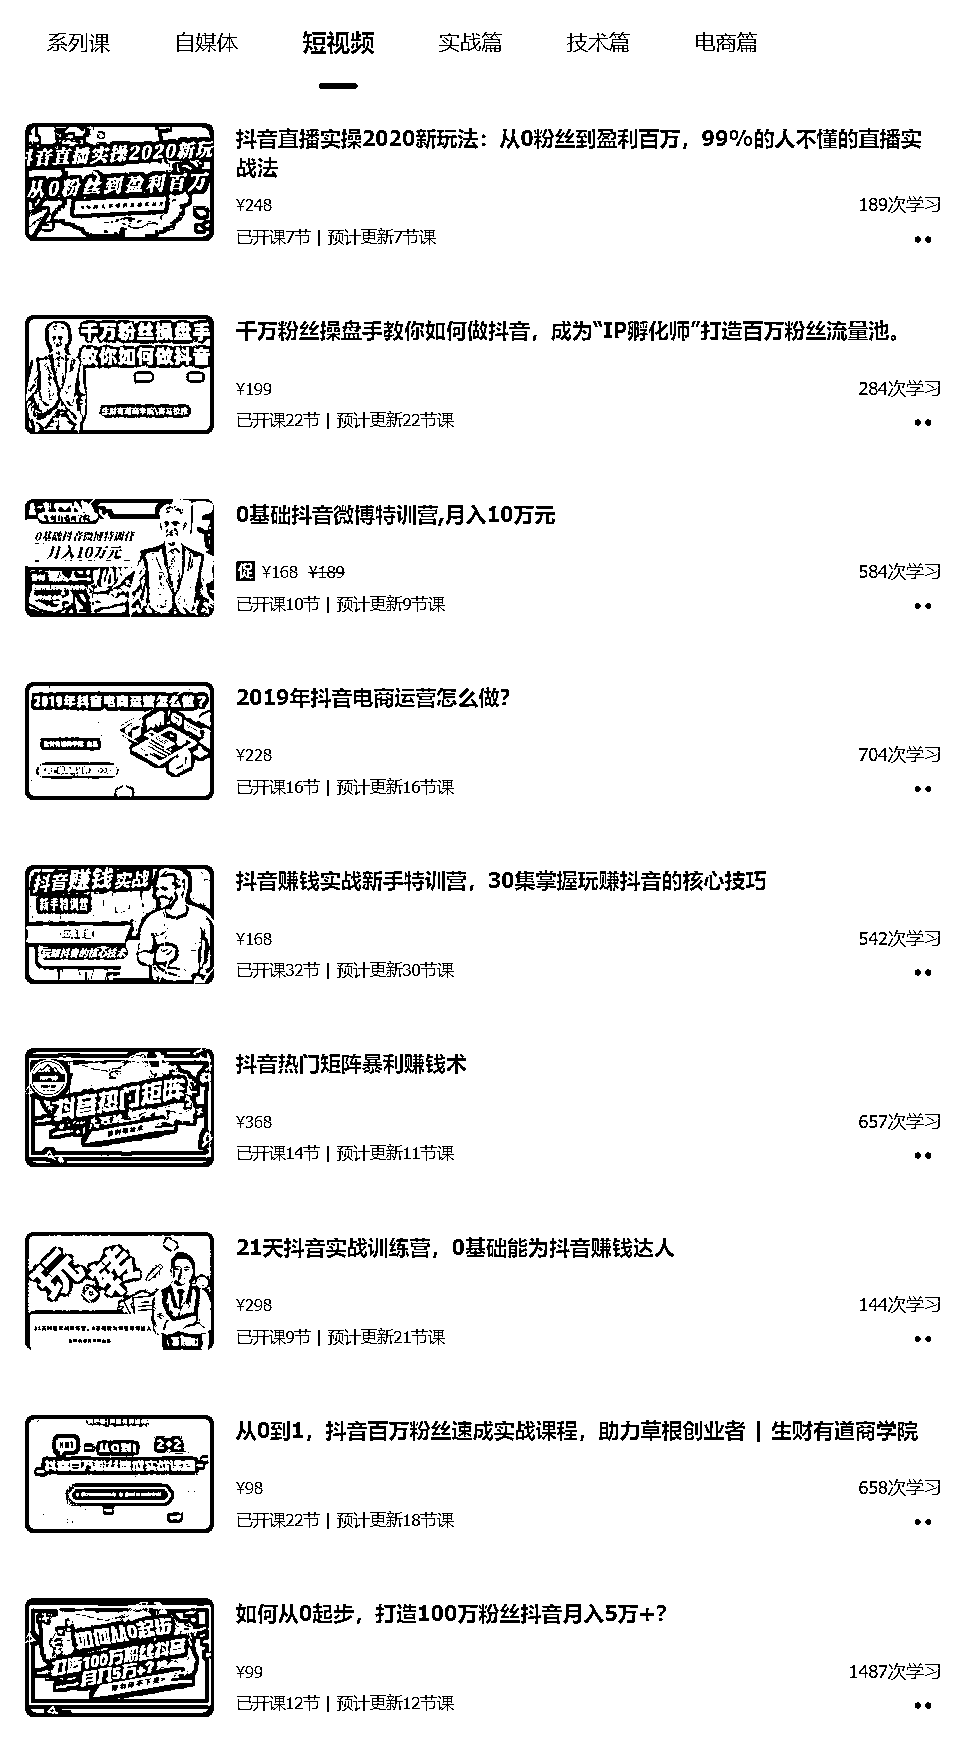 系列课 自媒体 短视频 实战篇 技术篇 电商篇
抖音直播实操2020新玩
从0粉丝到盈利百万
抖音直播实操2020新玩法：从0粉丝到盈利百万，99%的人不懂的直播实
战法
¥248 189次学习
已开课7节 | 预计更新7节课
千万粉丝操盘手
教你如何做抖音
千万粉丝操盘手教你如何做抖音，成为“IP孵化师”打造百万粉丝流量池。
¥199 284次学习
已开课22节 | 预计更新22节课
0基础抖音微博特训营
月入10万元
0基础抖音微博特训营,月入10万元
促 ¥168 ¥189 584次学习
已开课10节 | 预计更新9节课
2019年抖音电商运营怎么做？
2019年抖音电商运营怎么做?
¥228 704次学习
已开课16节 | 预计更新16节课
抖音赚钱实战
新手特训营
玩赚抖音的核心技术
抖音赚钱实战新手特训营，30集掌握玩赚抖音的核心技巧
¥168 542次学习
已开课32节 | 预计更新30节课
抖音热门矩阵
抖音热门矩阵暴利赚钱术
¥368 657次学习
已开课14节 | 预计更新11节课
玩转
21天抖音实战训练营，0基础能为抖音赚钱达人
¥298 144次学习
已开课9节 | 预计更新21节课
从0到1
抖音百万粉丝速成实战课程
从0到1，抖音百万粉丝速成实战课程，助力草根创业者 | 生财有道商学院
¥98 658次学习
已开课22节 | 预计更新18节课
如何从0起步
打造100万粉丝抖音
月入5万+?
如何从0起步，打造100万粉丝抖音月入5万+?
¥99 1487次学习
已开课12节 | 预计更新12节课